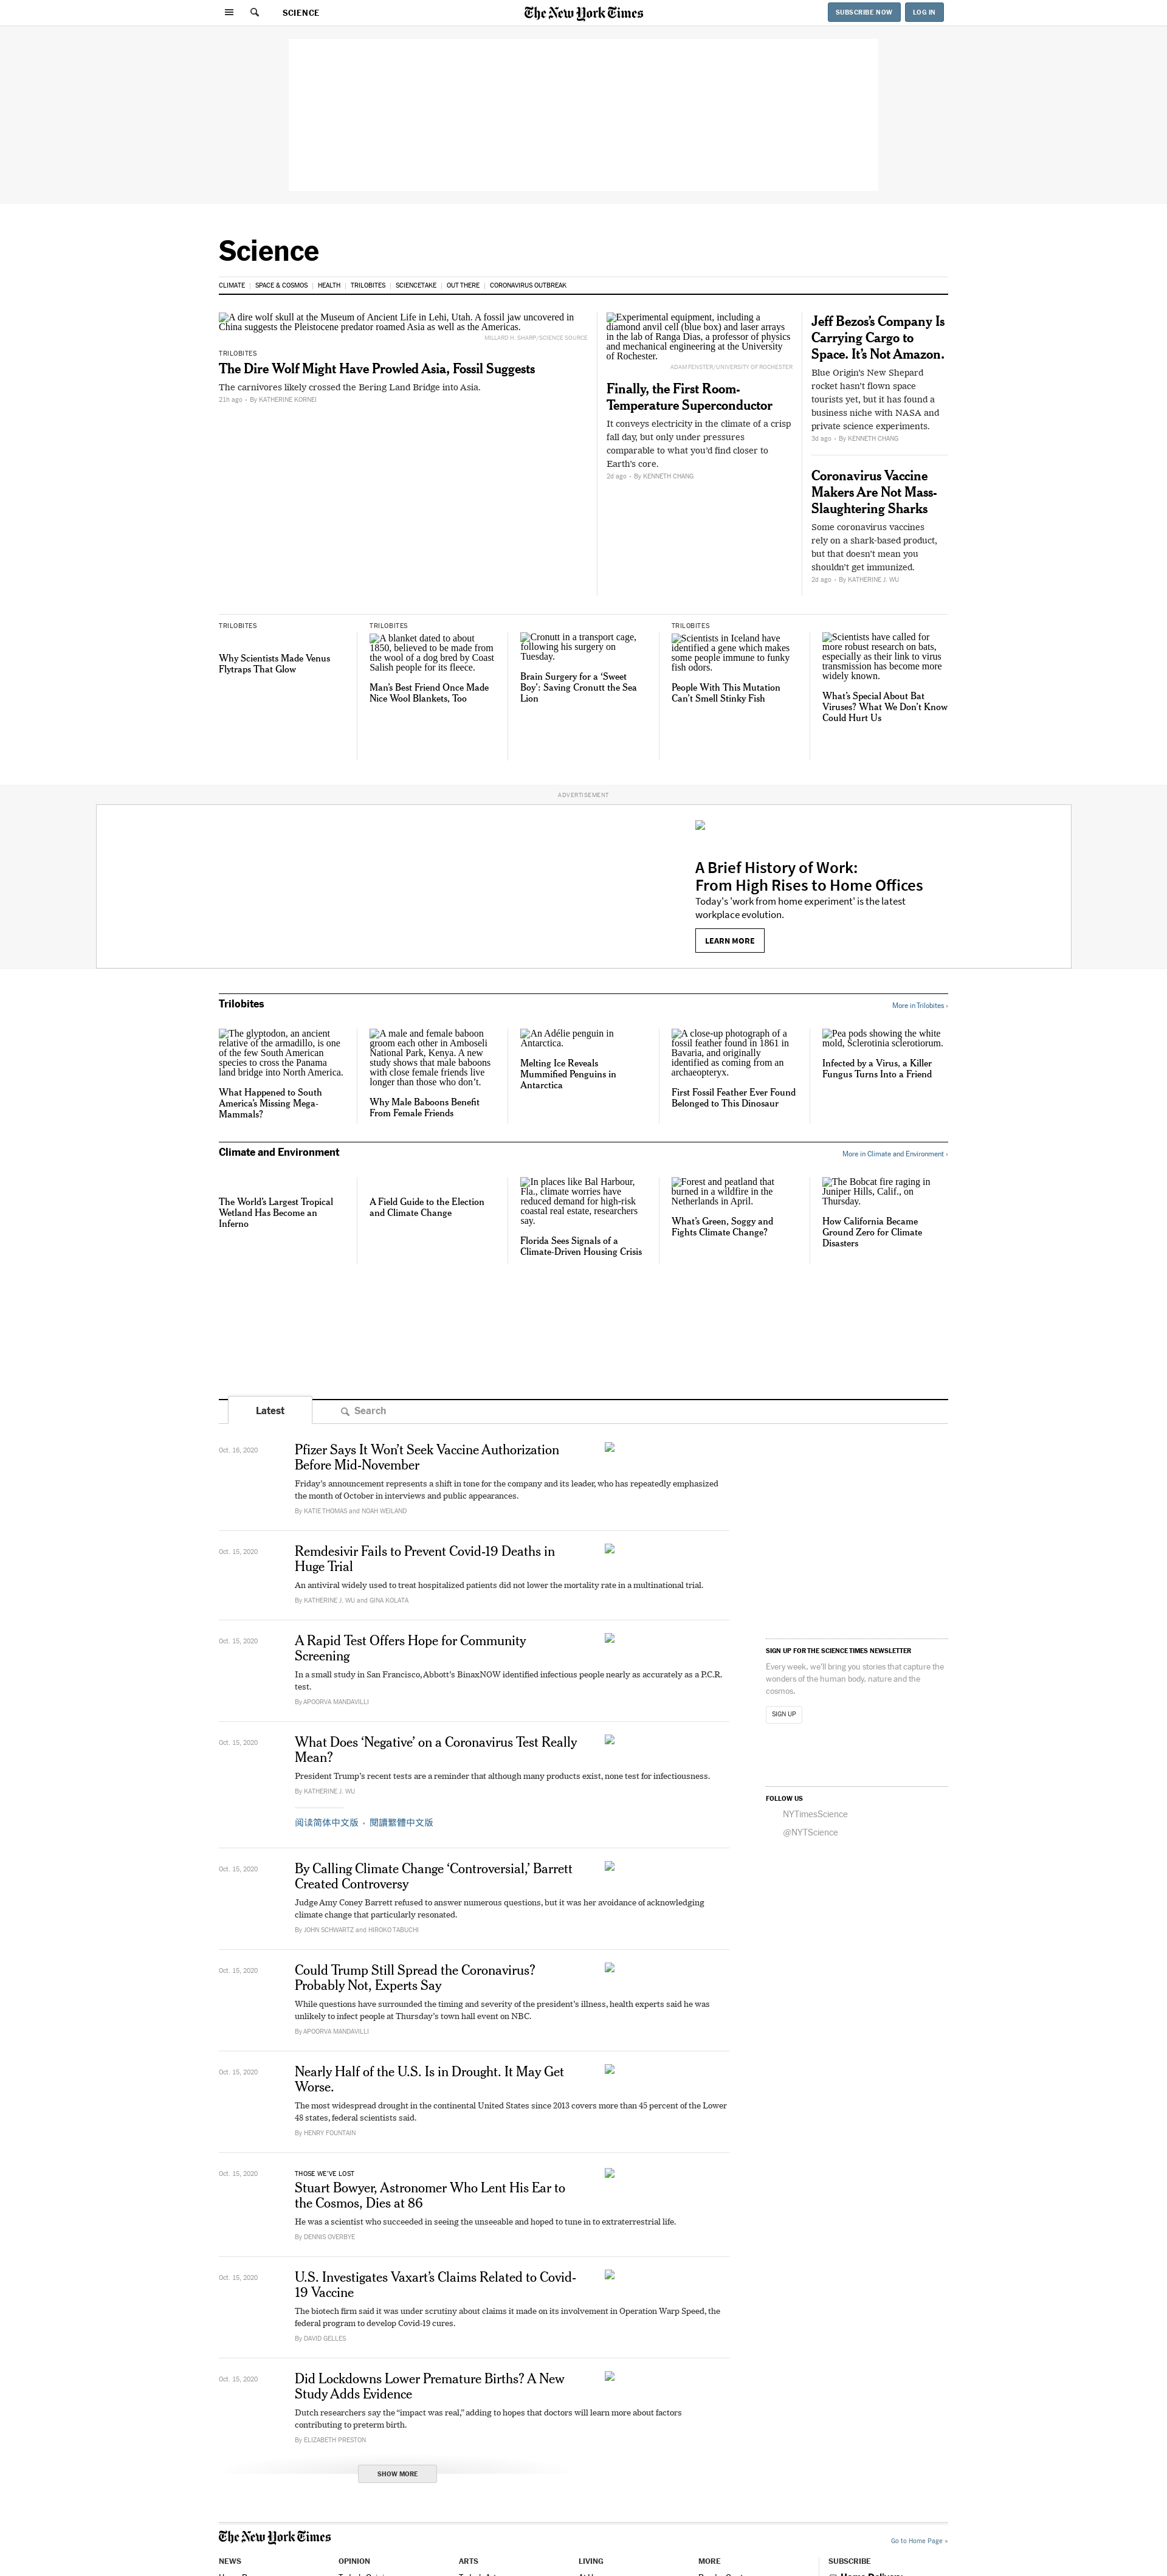 SCIENCE
The New York Times
SUBSCRIBE NOW
LOG IN
Science
CLIMATE
SPACE & COSMOS
HEALTH
TRILOBITES
SCIENCETAKE
OUT THERE
CORONAVIRUS OUTBREAK
A dire wolf skull at the Museum of Ancient Life in Lehi, Utah. A fossil jaw uncovered in
China suggests the Pleistocene predator roamed Asia as well as the Americas.
MILLARD H. SHARP/SCIENCE SOURCE
TRILOBITES
The Dire Wolf Might Have Prowled Asia, Fossil Suggests
The carnivores likely crossed the Bering Land Bridge into Asia.
21h ago • By KATHERINE KORNEI
Experimental equipment, including a
diamond anvil cell (blue box) and laser arrays
in the lab of Ranga Dias, a professor of physics
and mechanical engineering at the University
of Rochester.
ADAM FENSTER/UNIVERSITY OF ROCHESTER
Finally, the First Room-
Temperature Superconductor
It conveys electricity in the climate of a crisp
fall day, but only under pressures
comparable to what you'd find closer to
Earth's core.
2d ago • By KENNETH CHANG
Jeff Bezos's Company Is
Carrying Cargo to
Space. It's Not Amazon.
Blue Origin's New Shepard
rocket hasn't flown space
tourists yet, but it has found a
business niche with NASA and
private science experiments.
3d ago • By KENNETH CHANG
Coronavirus Vaccine
Makers Are Not Mass-
Slaughtering Sharks
Some coronavirus vaccines
rely on a shark-based product,
but that doesn't mean you
shouldn't get immunized.
2d ago • By KATHERINE J. WU
TRILOBITES
Why Scientists Made Venus
Flytraps That Glow
TRILOBITES
A blanket dated to about
1850, believed to be made from
the wool of a dog bred by Coast
Salish people for its fleece.
Man's Best Friend Once Made
Nice Wool Blankets, Too
Cronutt in a transport cage,
following his surgery on
Tuesday.
Brain Surgery for a 'Sweet
Boy': Saving Cronutt the Sea
Lion
TRILOBITES
Scientists in Iceland have
identified a gene which makes
some people immune to funky
fish odors.
People With This Mutation
Can't Smell Stinky Fish
Scientists have called for
more robust research on bats,
especially as their link to virus
transmission has become more
widely known.
What's Special About Bat
Viruses? What We Don't Know
Could Hurt Us
ADVERTISEMENT
A Brief History of Work:
From High Rises to Home Offices
Today's 'work from home experiment' is the latest
workplace evolution.
LEARN MORE
Trilobites
More in Trilobites ›
The glyptodon, an ancient
relative of the armadillo, is one
of the few South American
species to cross the Panama
land bridge into North America.
What Happened to South
America's Missing Mega-
Mammals?
A male and female baboon
groom each other in Amboseli
National Park, Kenya. A new
study shows that male baboons
with close female friends live
longer than those who don't.
Why Male Baboons Benefit
From Female Friends
An Adélie penguin in
Antarctica.
Melting Ice Reveals
Mummified Penguins in
Antarctica
A close-up photograph of a
fossil feather found in 1861 in
Bavaria, and originally
identified as coming from an
archaeopteryx.
First Fossil Feather Ever Found
Belonged to This Dinosaur
Pea pods showing the white
mold, Sclerotinia sclerotiorum.
Infected by a Virus, a Killer
Fungus Turns Into a Friend
Climate and Environment
More in Climate and Environment ›
The World's Largest Tropical
Wetland Has Become an
Inferno
A Field Guide to the Election
and Climate Change
In places like Bal Harbour,
Fla., climate worries have
reduced demand for high-risk
coastal real estate, researchers
say.
Florida Sees Signals of a
Climate-Driven Housing Crisis
Forest and peatland that
burned in a wildfire in the
Netherlands in April.
What's Green, Soggy and
Fights Climate Change?
The Bobcat fire raging in
Juniper Hills, Calif., on
Thursday.
How California Became
Ground Zero for Climate
Disasters
Latest
Search
Oct. 16, 2020
Pfizer Says It Won't Seek Vaccine Authorization
Before Mid-November
Friday's announcement represents a shift in tone for the company and its leader, who has repeatedly emphasized
the month of October in interviews and public appearances.
By KATIE THOMAS and NOAH WEILAND
Oct. 15, 2020
Remdesivir Fails to Prevent Covid-19 Deaths in
Huge Trial
An antiviral widely used to treat hospitalized patients did not lower the mortality rate in a multinational trial.
By KATHERINE J. WU and GINA KOLATA
Oct. 15, 2020
A Rapid Test Offers Hope for Community
Screening
In a small study in San Francisco, Abbott's BinaxNOW identified infectious people nearly as accurately as a P.C.R.
test.
By APOORVA MANDAVILLI
Oct. 15, 2020
What Does 'Negative' on a Coronavirus Test Really
Mean?
President Trump's recent tests are a reminder that although many products exist, none test for infectiousness.
By KATHERINE J. WU
阅读简体中文版 • 閱讀繁體中文版
Oct. 15, 2020
By Calling Climate Change 'Controversial,' Barrett
Created Controversy
Judge Amy Coney Barrett refused to answer numerous questions, but it was her avoidance of acknowledging
climate change that particularly resonated.
By JOHN SCHWARTZ and HIROKO TABUCHI
Oct. 15, 2020
Could Trump Still Spread the Coronavirus?
Probably Not, Experts Say
While questions have surrounded the timing and severity of the president's illness, health experts said he was
unlikely to infect people at Thursday's town hall event on NBC.
By APOORVA MANDAVILLI
Oct. 15, 2020
Nearly Half of the U.S. Is in Drought. It May Get
Worse.
The most widespread drought in the continental United States since 2013 covers more than 45 percent of the Lower
48 states, federal scientists said.
By HENRY FOUNTAIN
Oct. 15, 2020
THOSE WE'VE LOST
Stuart Bowyer, Astronomer Who Lent His Ear to
the Cosmos, Dies at 86
He was a scientist who succeeded in seeing the unseeable and hoped to tune in to extraterrestrial life.
By DENNIS OVERBYE
Oct. 15, 2020
U.S. Investigates Vaxart's Claims Related to Covid-
19 Vaccine
The biotech firm said it was under scrutiny about claims it made on its involvement in Operation Warp Speed, the
federal program to develop Covid-19 cures.
By DAVID GELLES
Oct. 15, 2020
Did Lockdowns Lower Premature Births? A New
Study Adds Evidence
Dutch researchers say the "impact was real," adding to hopes that doctors will learn more about factors
contributing to preterm birth.
By ELIZABETH PRESTON
SHOW MORE
SIGN UP FOR THE SCIENCE TIMES NEWSLETTER
Every week, we'll bring you stories that capture the
wonders of the human body, nature and the
cosmos.
SIGN UP
FOLLOW US
NYTimesScience
@NYTScience
The New York Times
Go to Home Page »
NEWS
OPINION
ARTS
LIVING
MORE
SUBSCRIBE